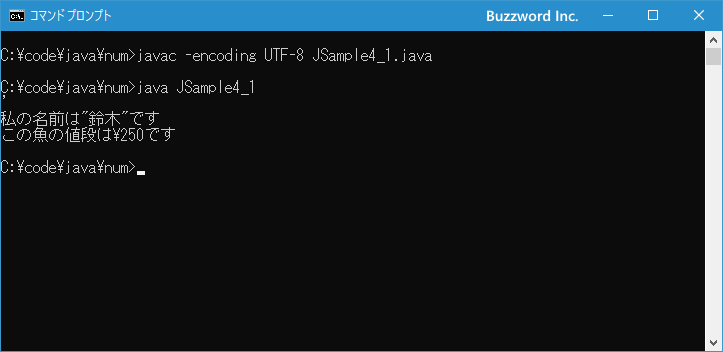 コマンドプロンプト
Buzzword Inc.
C:¥code¥java¥num>javac -encoding UTF-8 JSample4_1.java
C:¥code¥java¥num>java JSample4_1
'
私の名前は"鈴木"です
この魚の値段は¥250です
C:¥code¥java¥num>